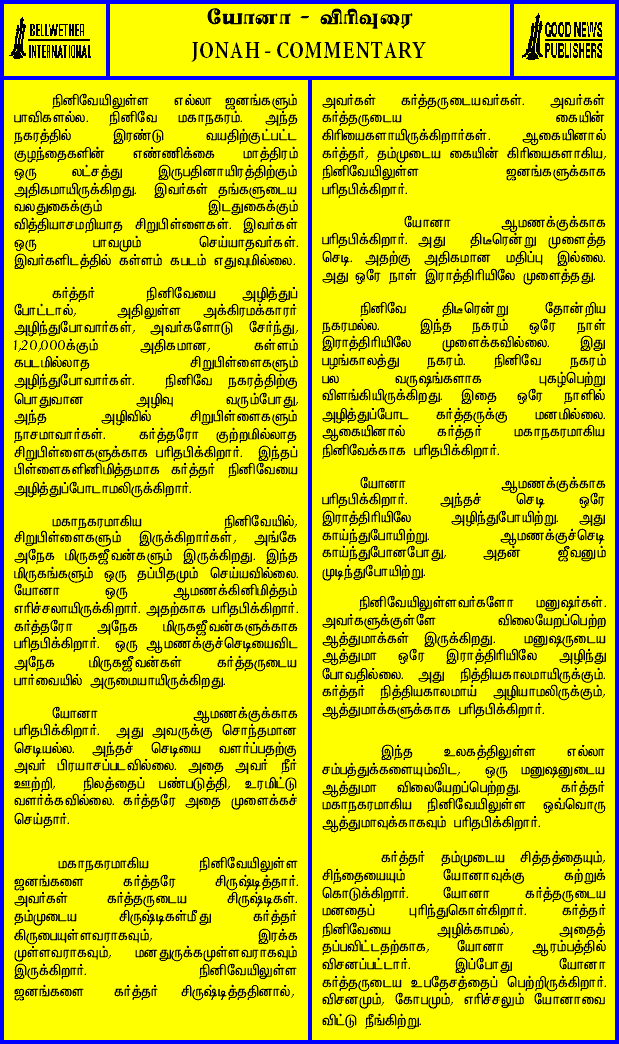 BELLWETHER
INTERNATIONAL
யோனா - விரிவுரை
JONAH - COMMENTARY
GOOD NEWS
PUBLISHERS
நினிவேயிலுள்ள எல்லா ஜனங்களும்
பாவிகளல்ல. நினிவே மகாநகரம். அந்த
நகரத்தில் இரண்டு வயதிற்குட்பட்ட
குழந்தைகளின் எண்ணிக்கை மாத்திரம்
ஒரு லட்சத்து இருபதினாயிரத்திற்கும்
அதிகமாயிருக்கிறது. இவர்கள் தங்களுடைய
வலதுகைக்கும் இடதுகைக்கும்
வித்தியாசமறியாத சிறுபிள்ளைகள். இவர்கள்
ஒரு பாவமும் செய்யாதவர்கள்.
இவர்களிடத்தில் கள்ளம் கபடம் எதுவுமில்லை.
கர்த்தர் நினிவேயை அழித்துப்
போட்டால், அதிலுள்ள அக்கிரமக்காரர்
அழிந்துபோவார்கள், அவர்களோடு சேர்ந்து,
1,20,000க்கும் அதிகமான, கள்ளம்
கபடமில்லாத சிறுபிள்ளைகளும்
அழிந்துபோவார்கள். நினிவே நகரத்திற்கு
பொதுவான அழிவு வரும்போது,
அந்த அழிவில் சிறுபிள்ளைகளும்
நாசமாவார்கள். கர்த்தரோ குற்றமில்லாத
சிறுபிள்ளைகளுக்காக பரிதபிக்கிறார். இந்தப்
பிள்ளைகளினிமித்தமாக கர்த்தர் நினிவேயை
அழித்துப்போடாமலிருக்கிறார்.
மகாநகரமாகிய நினிவேயில்,
சிறுபிள்ளைகளும் இருக்கிறார்கள், அங்கே
அநேக மிருகஜீவன்களும் இருக்கிறது. இந்த
மிருகங்களும் ஒரு தப்பிதமும் செய்யவில்லை.
யோனா ஒரு ஆமணக்கினிமித்தம்
எரிச்சலாயிருக்கிறார். அதற்காக பரிதபிக்கிறார்.
கர்த்தரோ அநேக மிருகஜீவன்களுக்காக
பரிதபிக்கிறார். ஒரு ஆமணக்குச்செடியைவிட
அநேக மிருகஜீவன்கள் கர்த்தருடைய
பார்வையில் அருமையாயிருக்கிறது.
யோனா ஆமணக்குக்காக
பரிதபிக்கிறார். அது அவருக்கு சொந்தமான
செடியல்ல. அந்தச் செடியை வளர்ப்பதற்கு
அவர் பிரயாசப்படவில்லை. அதை அவர் நீர்
ஊற்றி, நிலத்தைப் பண்படுத்தி, உரமிட்டு
வளர்க்கவில்லை. கர்த்தரே அதை முளைக்கச்
செய்தார்.
மகாநகரமாகிய நினிவேயிலுள்ள
ஜனங்களை கர்த்தரே சிருஷ்டித்தார்.
அவர்கள் கர்த்தருடைய சிருஷ்டிகள்.
தம்முடைய சிருஷ்டிகள்மீது கர்த்தர்
கிருபையுள்ளவராகவும், இரக்க
முள்ளவராகவும், மனதுருக்கமுள்ளவராகவும்
இருக்கிறார். நினிவேயிலுள்ள
ஜனங்களை கர்த்தர் சிருஷ்டித்ததினால்,
அவர்கள் கர்த்தருடையவர்கள். அவர்கள்
கர்த்தருடைய கையின்
கிரியைகளாயிருக்கிறார்கள். ஆகையினால்
கர்த்தர், தம்முடைய கையின் கிரியைகளாகிய,
நினிவேயிலுள்ள ஜனங்களுக்காக
பரிதபிக்கிறார்.
யோனா ஆமணக்குக்காக
பரிதபிக்கிறார். அது திடீரென்று முளைத்த
செடி. அதற்கு அதிகமான மதிப்பு இல்லை.
அது ஒரே நாள் இராத்திரியிலே முளைத்தது.
நினிவே திடீரென்று தோன்றிய
நகரமல்ல. இந்த நகரம் ஒரே நாள்
இராத்திரியிலே முளைக்கவில்லை. இது
பழங்காலத்து நகரம். நினிவே நகரம்
பல வருஷங்களாக புகழ்பெற்று
விளங்கியிருக்கிறது. இதை ஒரே நாளில்
அழித்துப்போட கர்த்தருக்கு மனமில்லை.
ஆகையினால் கர்த்தர் மகாநகரமாகிய
நினிவேக்காக பரிதபிக்கிறார்.
யோனா ஆமணக்குக்காக
பரிதபிக்கிறார். அந்தச் செடி ஒரே
இராத்திரியிலே அழிந்துபோயிற்று. அது
காய்ந்துபோயிற்று. ஆமணக்குச்செடி
காய்ந்துபோனபோது, அதன் ஜீவனும்
முடிந்துபோயிற்று.
நினிவேயிலுள்ளவர்களோ மனுஷர்கள்.
அவர்களுக்குள்ளே விலையேறப்பெற்ற
ஆத்துமாக்கள் இருக்கிறது. மனுஷருடைய
ஆத்துமா ஒரே இராத்திரியிலே அழிந்து
போவதில்லை. அது நித்தியகாலமாயிருக்கும்.
கர்த்தர் நித்தியகாலமாய் அழியாமலிருக்கும்,
ஆத்துமாக்களுக்காக பரிதபிக்கிறார்.
இந்த உலகத்திலுள்ள எல்லா
சம்பத்துக்களையும்விட, ஒரு மனுஷனுடைய
ஆத்துமா விலையேறப்பெற்றது. கர்த்தர்
மகாநகரமாகிய நினிவேயிலுள்ள ஒவ்வொரு
ஆத்துமாவுக்காகவும் பரிதபிக்கிறார்.
கர்த்தர் தம்முடைய சித்தத்தையும்,
சிந்தையையும் யோனாவுக்கு கற்றுக்
கொடுக்கிறார். யோனா கர்த்தருடைய
மனதைப் புரிந்துகொள்கிறார். கர்த்தர்
நினிவேயை அழிக்காமல், அதைத்
தப்பவிட்டதற்காக, யோனா ஆரம்பத்தில்
விசனப்பட்டார். இப்போது யோனா
கர்த்தருடைய உபதேசத்தைப் பெற்றிருக்கிறார்.
விசனமும், கோபமும், எரிச்சலும் யோனாவை
விட்டு நீங்கிற்று.